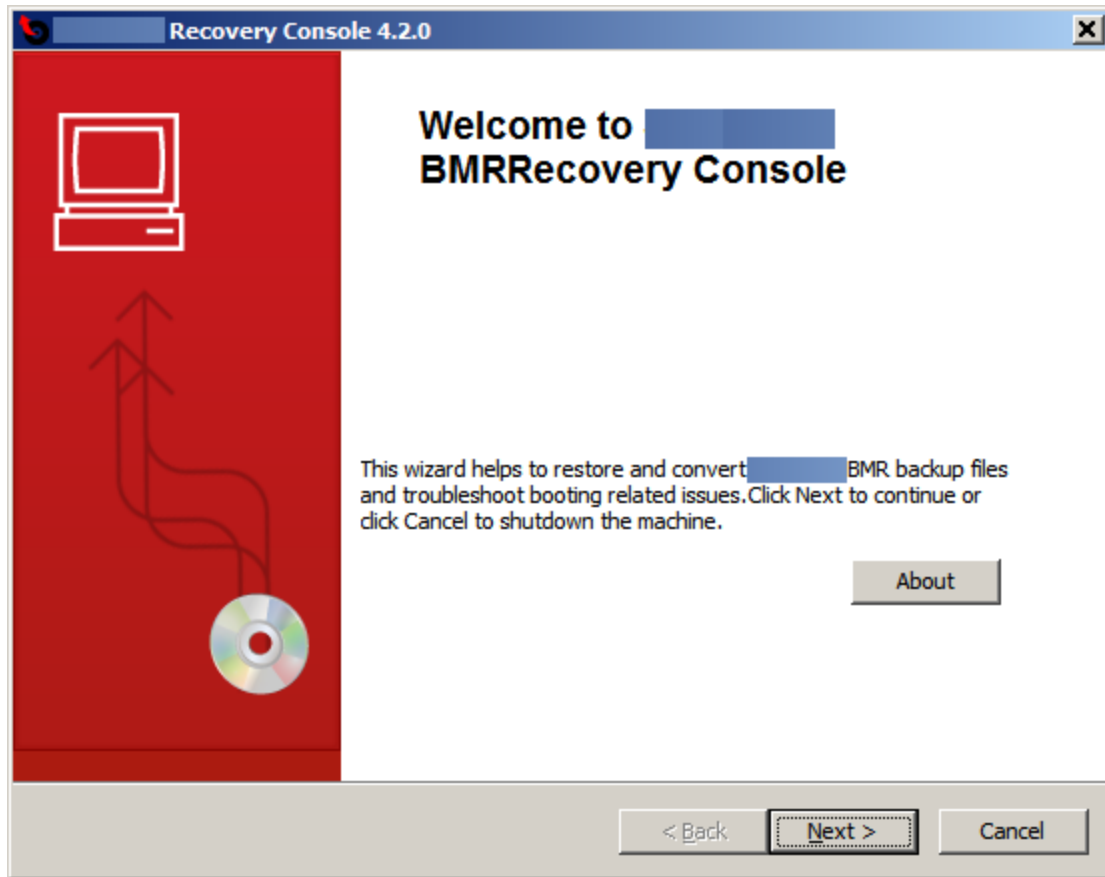 Recovery Console 4.2.0
Welcome to
BMRRecovery Console
This wizard helps to restore and convert BMR backup files
and troubleshoot booting related issues.Click Next to continue or
click Cancel to shutdown the machine.
About
< Back Next > Cancel